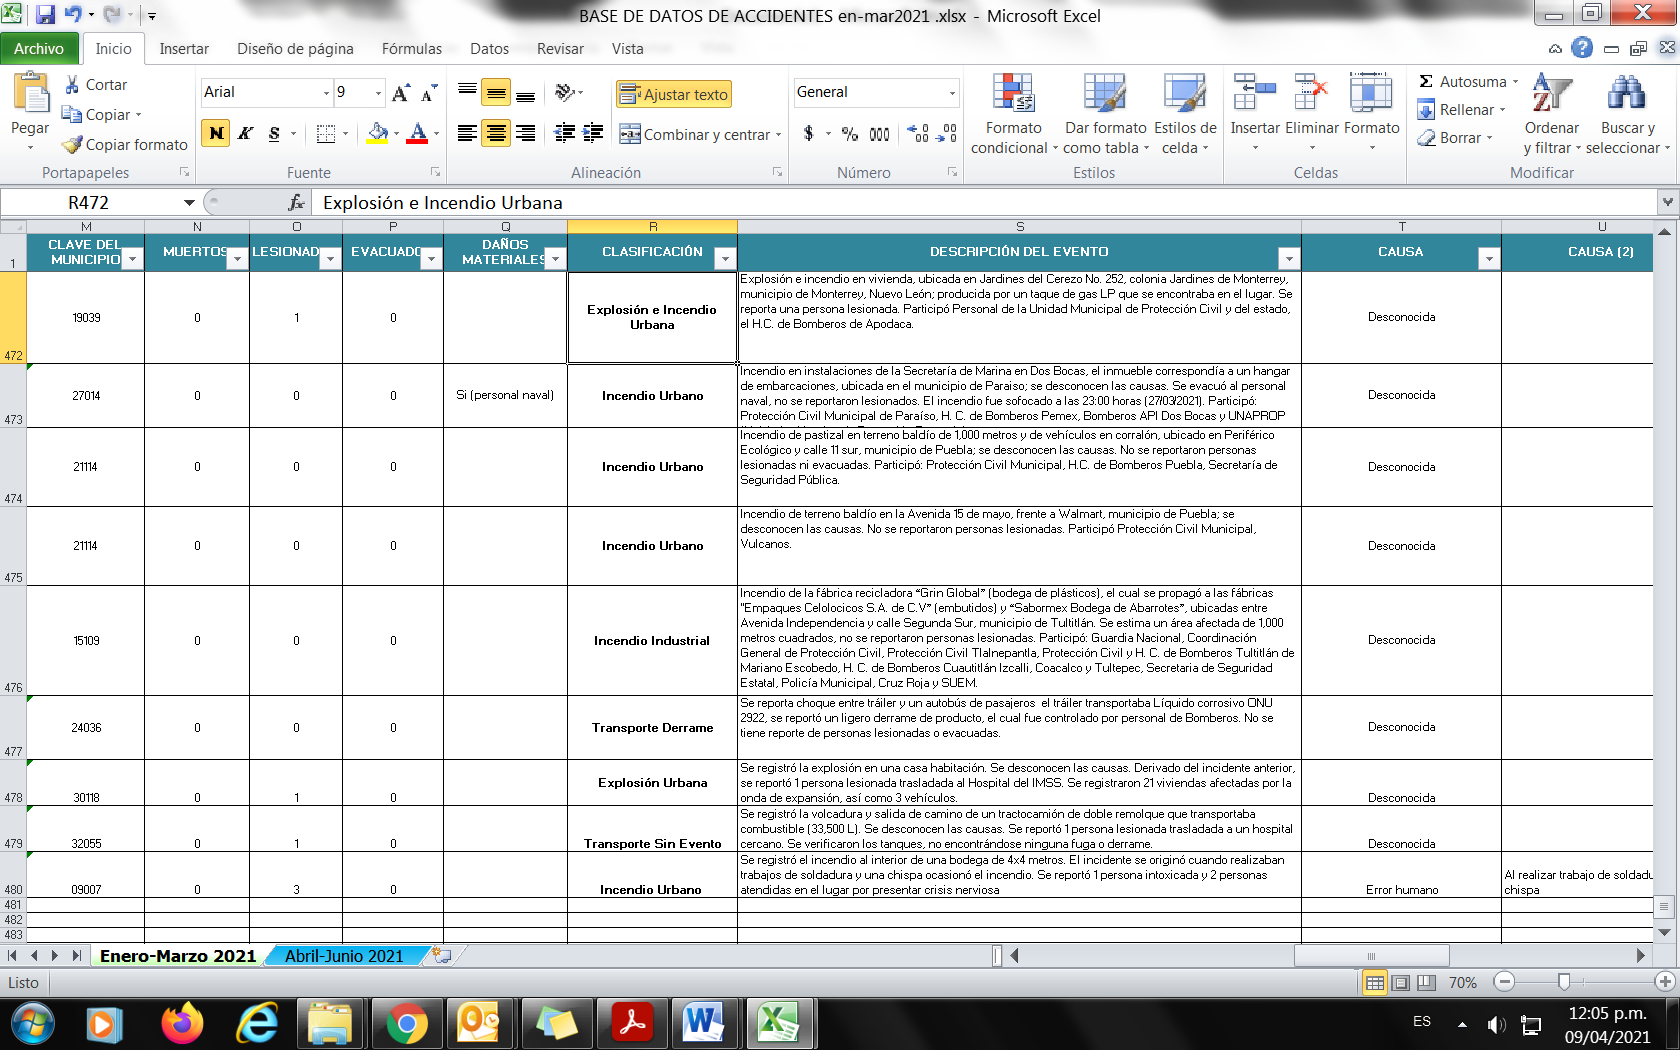 BASE DE DATOS DE ACCIDENTES en-mar2021 .xlsx - Microsoft Excel
Archivo Inicio Insertar Diseño de página Fórmulas Datos Revisar Vista
Pegar
Cortar
Copiar
Copiar formato
Portapapeles
Arial 9
N K S
Fuente
Ajustar texto
Combinar y centrar
Alineación
General
$ % 000
Número
Formato condicional
Dar formato como tabla
Estilos de celda
Estilos
Insertar Eliminar Formato
Celdas
Autosuma
Rellenar
Borrar
Ordenar y filtrar
Buscar y seleccionar
Modificar
R472 fx Explosión e Incendio Urbana
M N O P Q R S T U
1 CLAVE DEL MUNICIPIO MUERTOS LESIONAD EVACUADO DAÑOS MATERIALES CLASIFICACIÓN DESCRIPCIÓN DEL EVENTO CAUSA CAUSA (2)
472 19039 0 1 0 Explosión e Incendio Urbana
Explosión e incendio en vivienda, ubicada en Jardines del Cerezo No. 252, colonia Jardines de Monterrey,
municipio de Monterrey, Nuevo León; producida por un taque de gas LP que se encontraba en el lugar. Se
reporta una persona lesionada. Participó Personal de la Unidad Municipal de Protección Civil y del estado,
el H.C. de Bomberos de Apodaca.
Desconocida
473 27014 0 0 0 Si (personal naval) Incendio Urbano
Incendio en instalaciones de la Secretaría de Marina en Dos Bocas, el inmueble correspondía a un hangar
de embarcaciones, ubicada en el municipio de Paraiso; se desconocen las causas. Se evacuó al personal
naval, no se reportaron lesionados. El incendio fue sofocado a las 23:00 horas (27/03/2021). Participó:
Protección Civil Municipal de Paraíso, H. C. de Bomberos Pemex, Bomberos API Dos Bocas y UNAPROP
Desconocida
474 21114 0 0 0 Incendio Urbano
Incendio de pastizal en terreno baldío de 1,000 metros y de vehículos en corralón, ubicado en Periférico
Ecológico y calle 11 sur, municipio de Puebla; se desconocen las causas. No se reportaron personas
lesionadas ni evacuadas. Participó: Protección Civil Municipal, H.C. de Bomberos Puebla, Secretaría de
Seguridad Pública.
Desconocida
475 21114 0 0 0 Incendio Urbano
Incendio de terreno baldío en la Avenida 15 de mayo, frente a Walmart, municipio de Puebla; se
desconocen las causas. No se reportaron personas lesionadas. Participó Protección Civil Municipal,
Vulcanos.
Desconocida
476 15109 0 0 0 Incendio Industrial
Incendio de la fábrica recicladora “Grin Global” (bodega de plásticos), el cual se propagó a las fábricas
"Empaques Celolocicos S.A. de C.V” (embutidos) y “Sabormex Bodega de Abarrotes”, ubicadas entre
Avenida Independencia y calle Segunda Sur, municipio de Tultitlán. Se estima un área afectada de 1,000
metros cuadrados, no se reportaron personas lesionadas. Participó: Guardia Nacional, Coordinación
General de Protección Civil, Protección Civil Tlalnepantla, Protección Civil y H. C. de Bomberos Tultitlán de
Mariano Escobedo, H. C. de Bomberos Cuautitlán Izcalli, Coacalco y Tultepec, Secretaria de Seguridad
Estatal, Policía Municipal, Cruz Roja y SUEM.
Desconocida
477 24036 0 0 0 Transporte Derrame
Se reporta choque entre tráiler y un autobús de pasajeros el tráiler transportaba Líquido corrosivo ONU
2922, se reportó un ligero derrame de producto, el cual fue controlado por personal de Bomberos. No se
tiene reporte de personas lesionadas o evacuadas.
Desconocida
478 30118 0 1 0 Explosión Urbana
Se registró la explosión en una casa habitación. Se desconocen las causas. Derivado del incidente anterior,
se reportó 1 persona lesionada trasladada al Hospital del IMSS. Se registraron 21 viviendas afectadas por la
onda de expansión, así como 3 vehículos.
Desconocida
479 32055 0 1 0 Transporte Sin Evento
Se registró la volcadura y salida de camino de un tractocamión de doble remolque que transportaba
combustible (33,500 L). Se desconocen las causas. Se reportó 1 persona lesionada trasladada a un hospital
cercano. Se verificaron los tanques, no encontrándose ninguna fuga o derrame.
Desconocida
480 09007 0 3 0 Incendio Urbano
Se registró el incendio al interior de una bodega de 4x4 metros. El incidente se originó cuando realizaban
trabajos de soldadura y una chispa ocasionó el incendio. Se reportó 1 persona intoxicada y 2 personas
atendidas en el lugar por presentar crisis nerviosa
Error humano
Al realizar trabajo de soldadu
chispa
481
482
483
Enero-Marzo 2021 Abril-Junio 2021
Listo 70%
ES 12:05 p.m.
09/04/2021